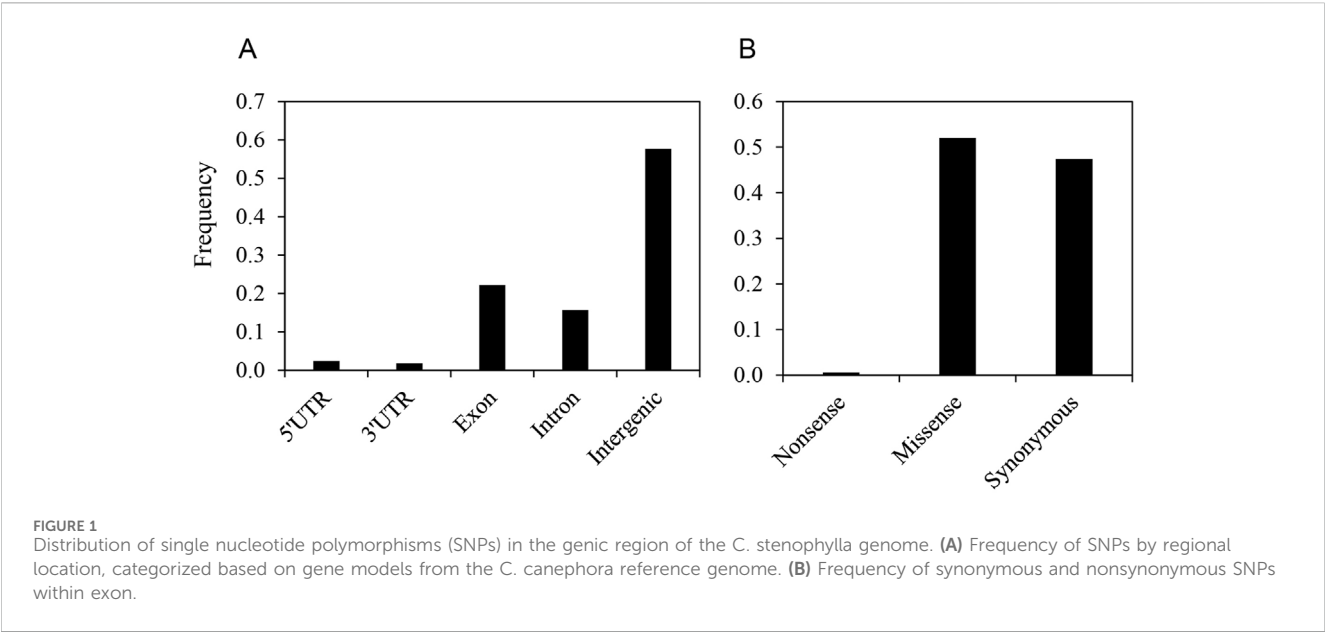 A
B
0.7
0.6
0.5
0.4
0.3
0.2
0.1
0.0
Frequency
5'UTR
3'UTR
Exon
Intron
Intergenic
0.6
0.5
0.4
0.3
0.2
0.1
0.0
Nonsense
Missense
Synonymous
FIGURE 1
Distribution of single nucleotide polymorphisms (SNPs) in the genic region of the C. stenophylla genome. (A) Frequency of SNPs by regional
location, categorized based on gene models from the C. canephora reference genome. (B) Frequency of synonymous and nonsynonymous SNPs
within exon.